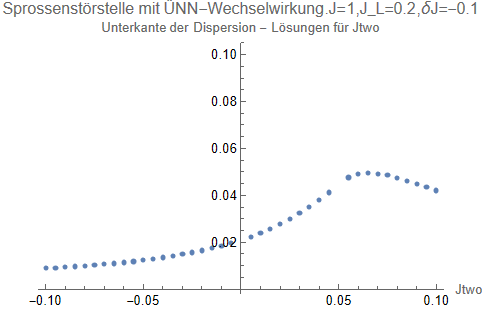 Sprossenstörstelle mit ÜNN−Wechselwirkung.J=1,J_L=0.2,δJ=−0.1
Unterkante der Dispersion − Lösungen für Jtwo
0.10
0.08
0.06
0.04
0.02
−0.10 −0.05 0.05 0.10 Jtwo